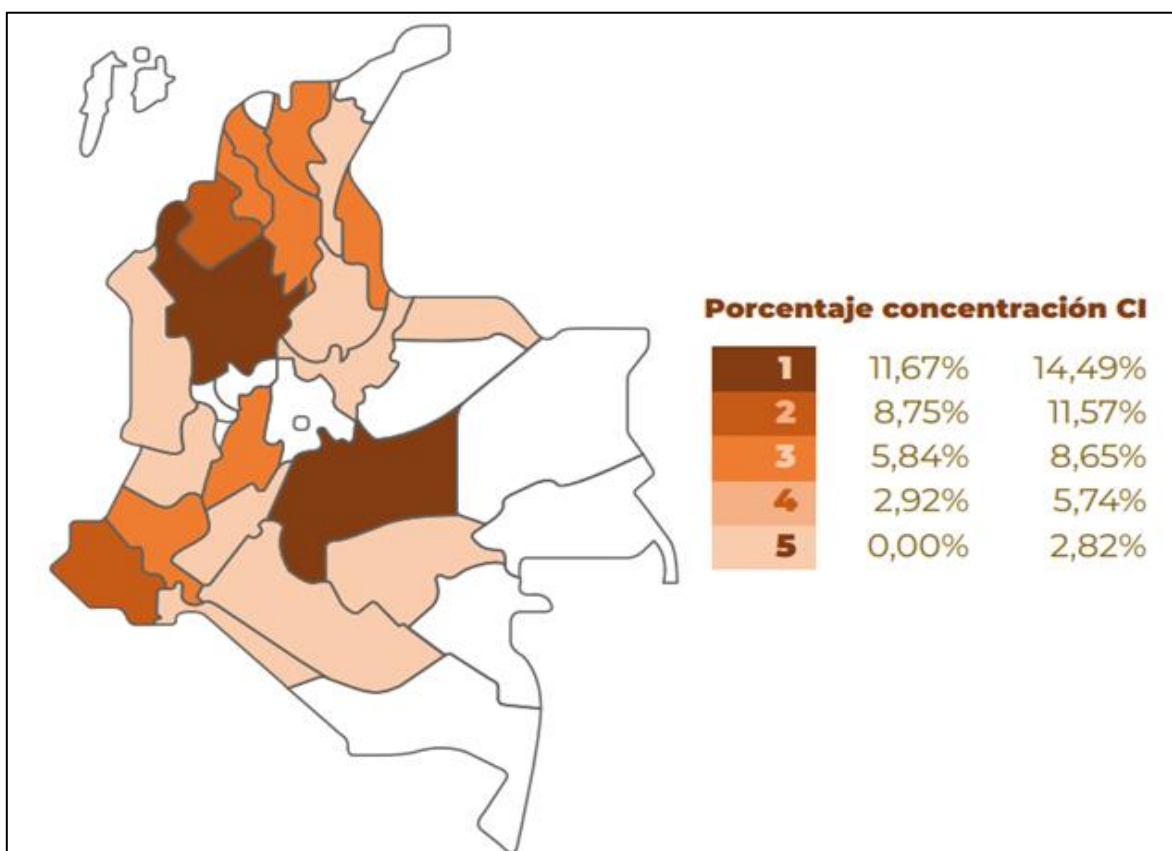 Porcentaje concentración CI
1 11,67% 14,49%
2 8,75% 11,57%
3 5,84% 8,65%
4 2,92% 5,74%
5 0,00% 2,82%